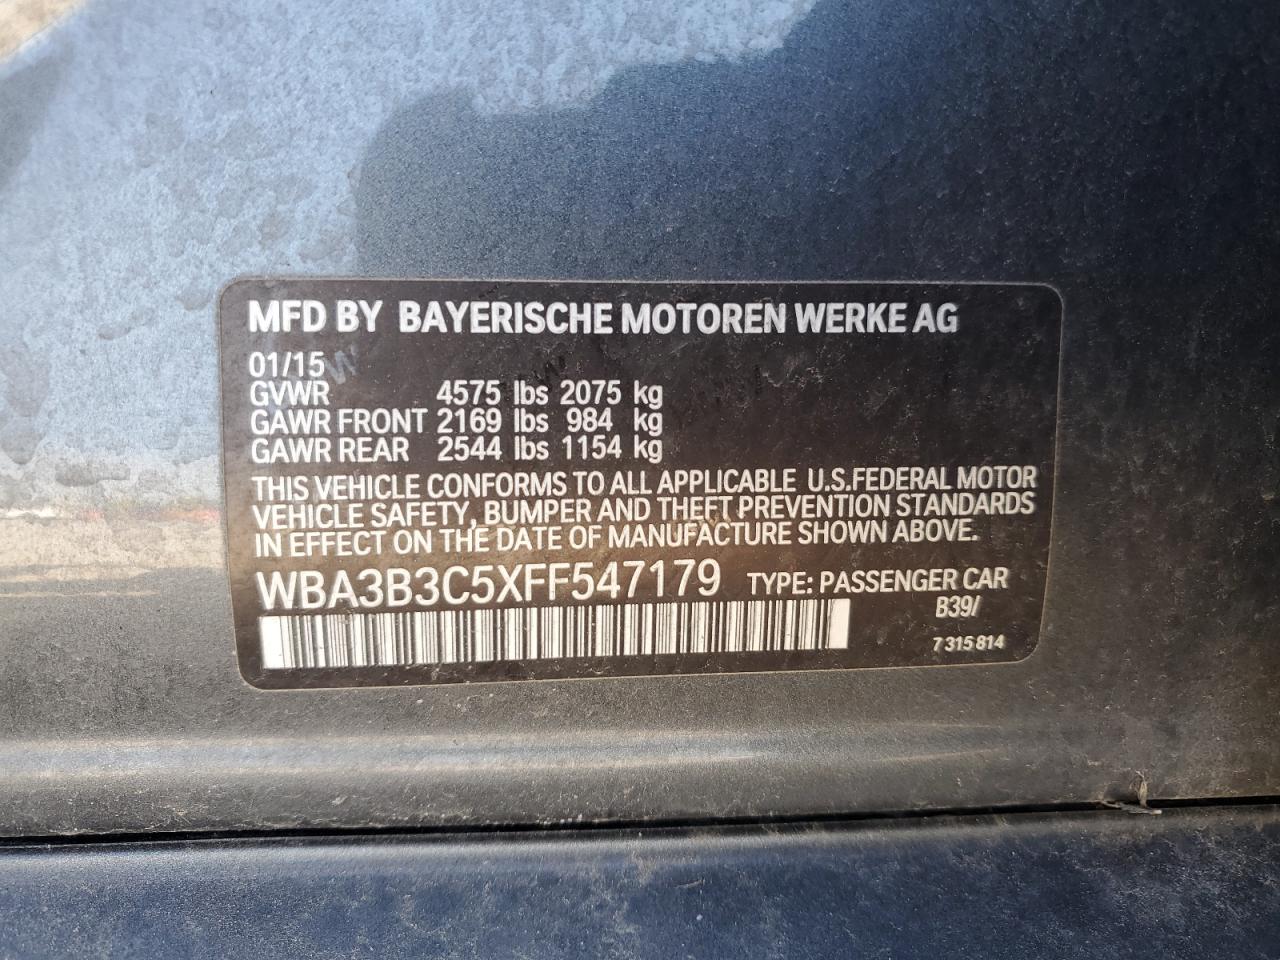 MFD BY BAYERISCHE MOTOREN WERKE AG
01/15
GVWR 4575 lbs 2075 kg
GAWR FRONT 2169 lbs 984 kg
GAWR REAR 2544 lbs 1154 kg
THIS VEHICLE CONFORMS TO ALL APPLICABLE U.S.FEDERAL MOTOR
VEHICLE SAFETY, BUMPER AND THEFT PREVENTION STANDARDS
IN EFFECT ON THE DATE OF MANUFACTURE SHOWN ABOVE.
WBA3B3C5XFF547179 TYPE: PASSENGER CAR
B39/
7 315 814